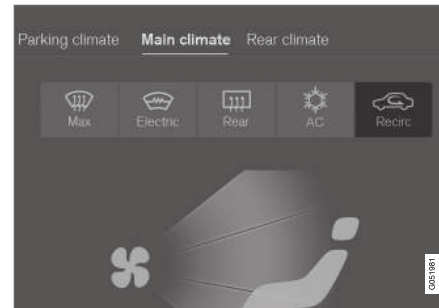 Parking climate Main climate Rear climate
Max Electric Rear AC Recirc
G051981